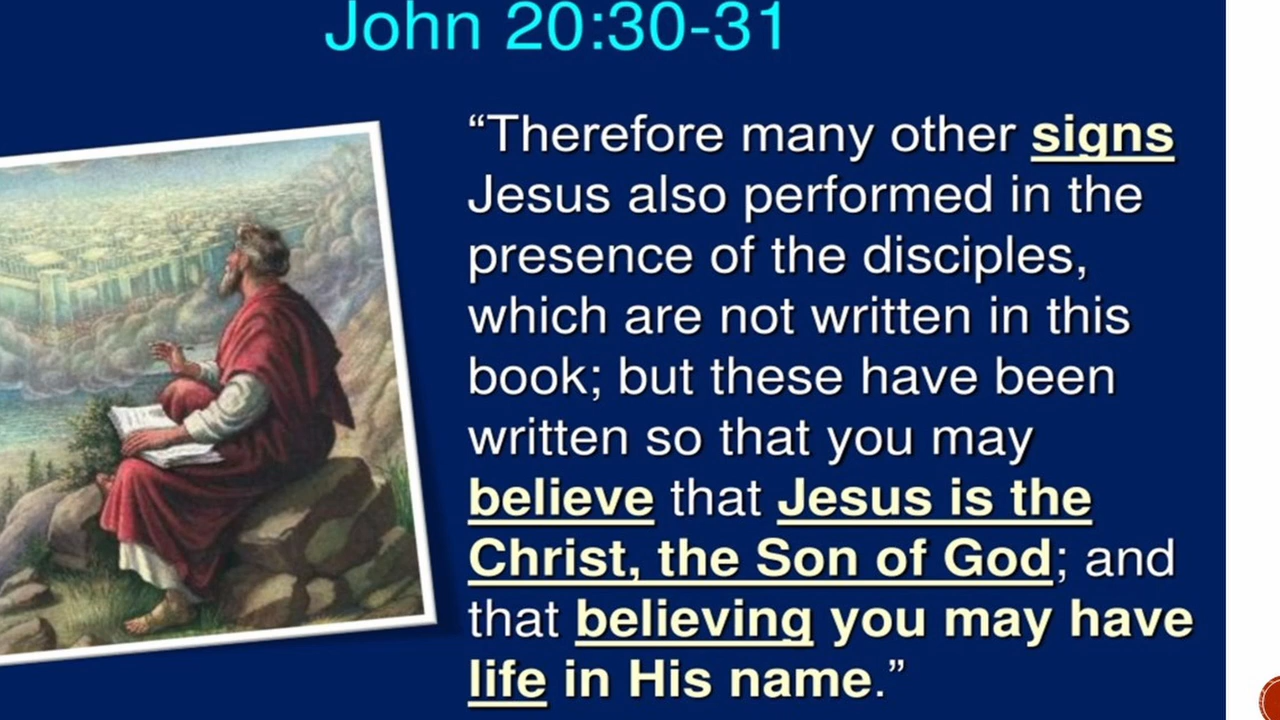 John 20:30-31
“Therefore many other signs
Jesus also performed in the
presence of the disciples,
which are not written in this
book; but these have been
written so that you may
believe that Jesus is the
Christ, the Son of God; and
that believing you may have
life in His name.”